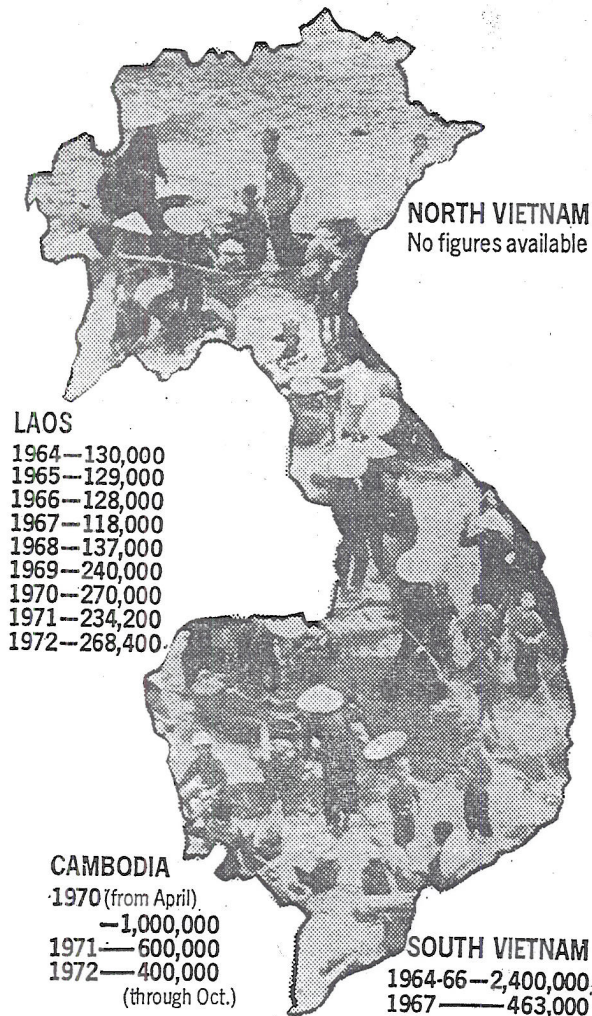 NORTH VIETNAM
No figures available
LAOS
1964—130,000
1965—129,000
1966—128,000
1967—118,000
1968—137,000
1969—240,000
1970—270,000
1971—234,200
1972—268,400
CAMBODIA
1970 (from April)
—1,000,000
1971—600,000
1972—400,000
(through Oct.)
SOUTH VIETNAM
1964-66—2,400,000
1967—463,000